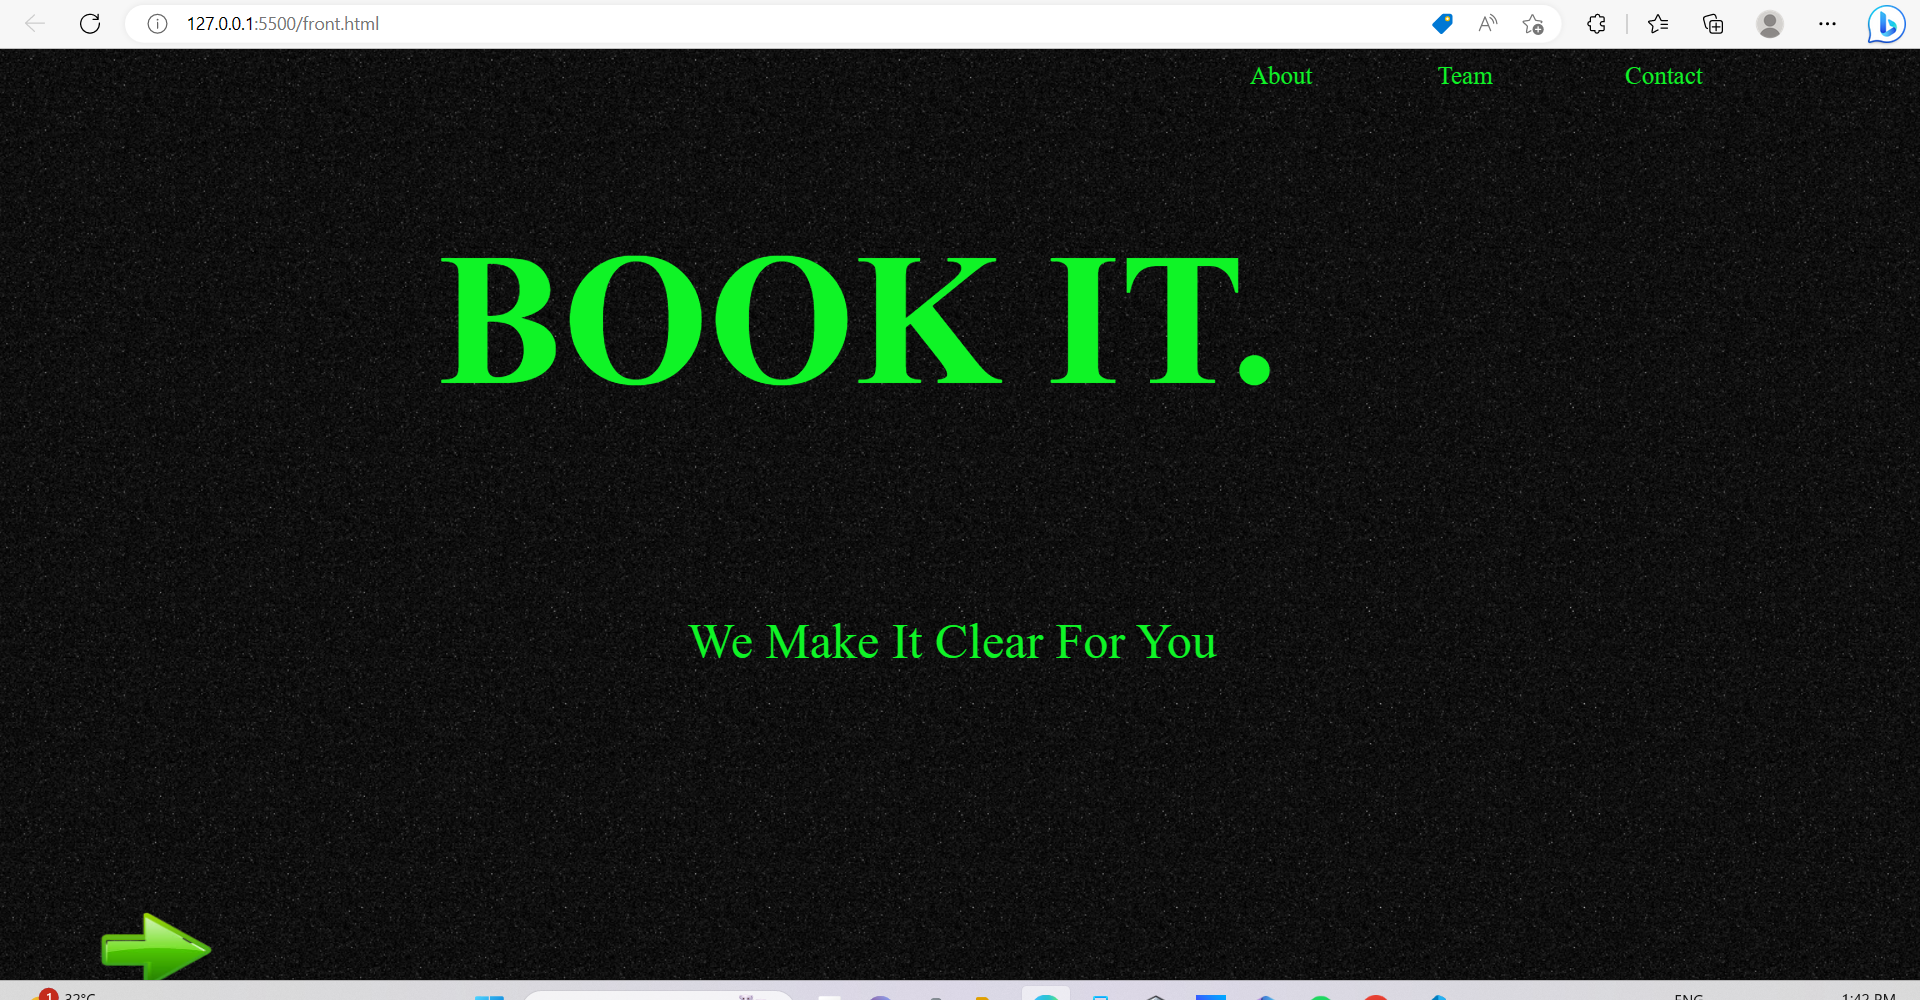 127.0.0.1:5500/front.html
About Team Contact
BOOK IT.
We Make It Clear For You
1 32°C
ENG 1:42 PM